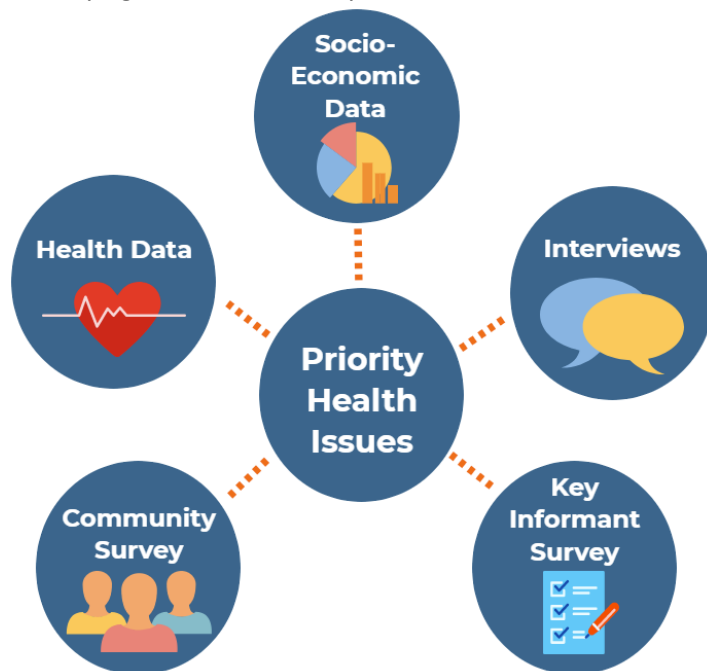 Socio-
Economic
Data
Health Data
Interviews
Priority
Health
Issues
Community
Survey
Key
Informant
Survey